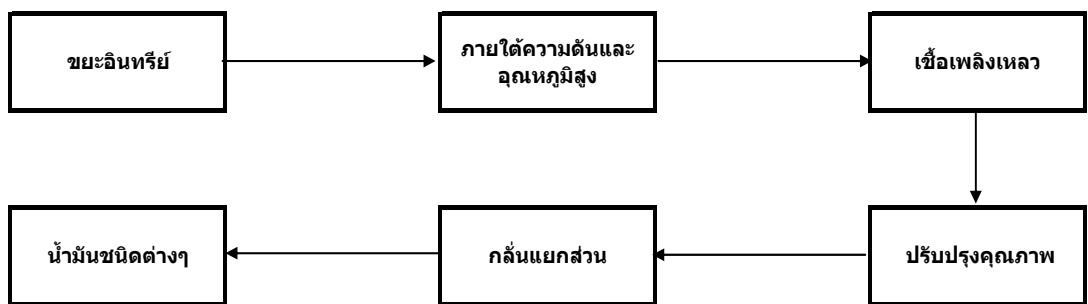 ขยะอินทรีย์
ภายใต้ความดันและ
อุณหภูมิสูง
เชื้อเพลิงเหลว
ปรับปรุงคุณภาพ
กลั่นแยกส่วน
น้ำมันชนิดต่างๆ